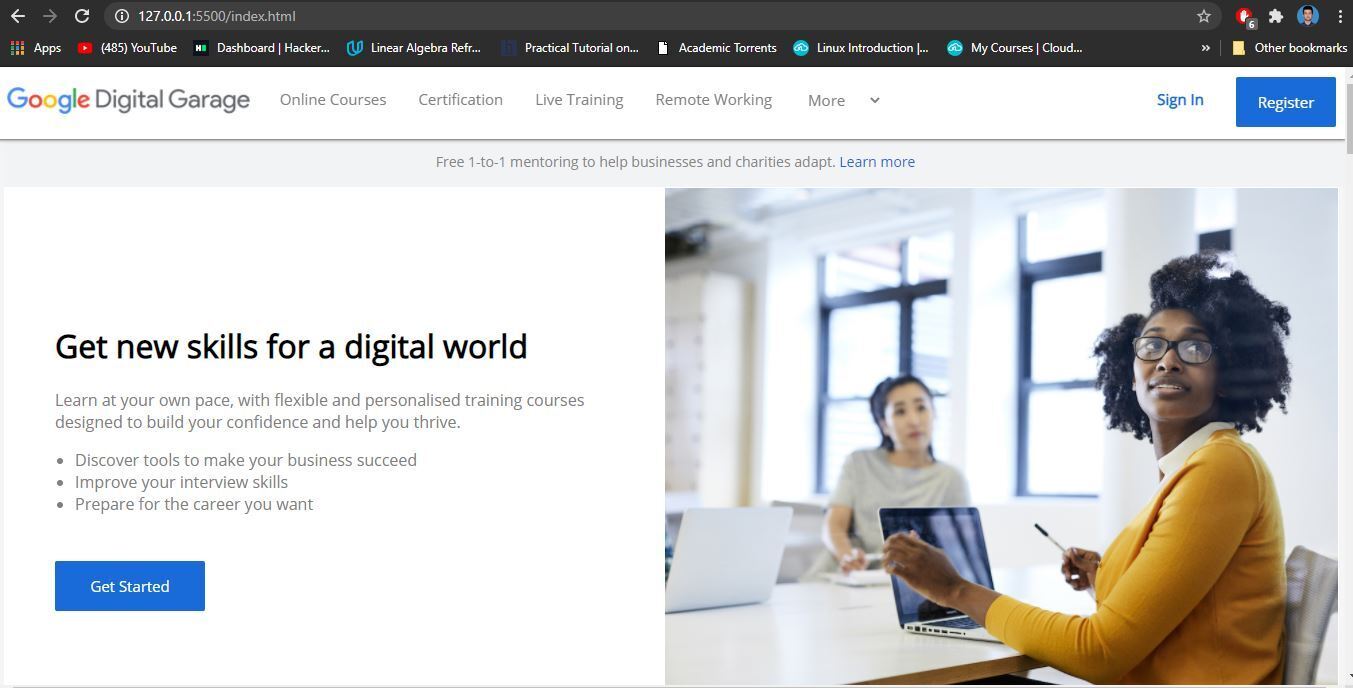 127.0.0.1:5500/index.html
6
Apps
(485) YouTube
Dashboard | Hacker...
Linear Algebra Refr...
Practical Tutorial on...
Academic Torrents
Linux Introduction |...
My Courses | Cloud...
»
Other bookmarks
Google Digital Garage
Online Courses
Certification
Live Training
Remote Working
More
Sign In
Register
Free 1-to-1 mentoring to help businesses and charities adapt. Learn more
Get new skills for a digital world
Learn at your own pace, with flexible and personalised training courses
designed to build your confidence and help you thrive.
• Discover tools to make your business succeed
• Improve your interview skills
• Prepare for the career you want
Get Started